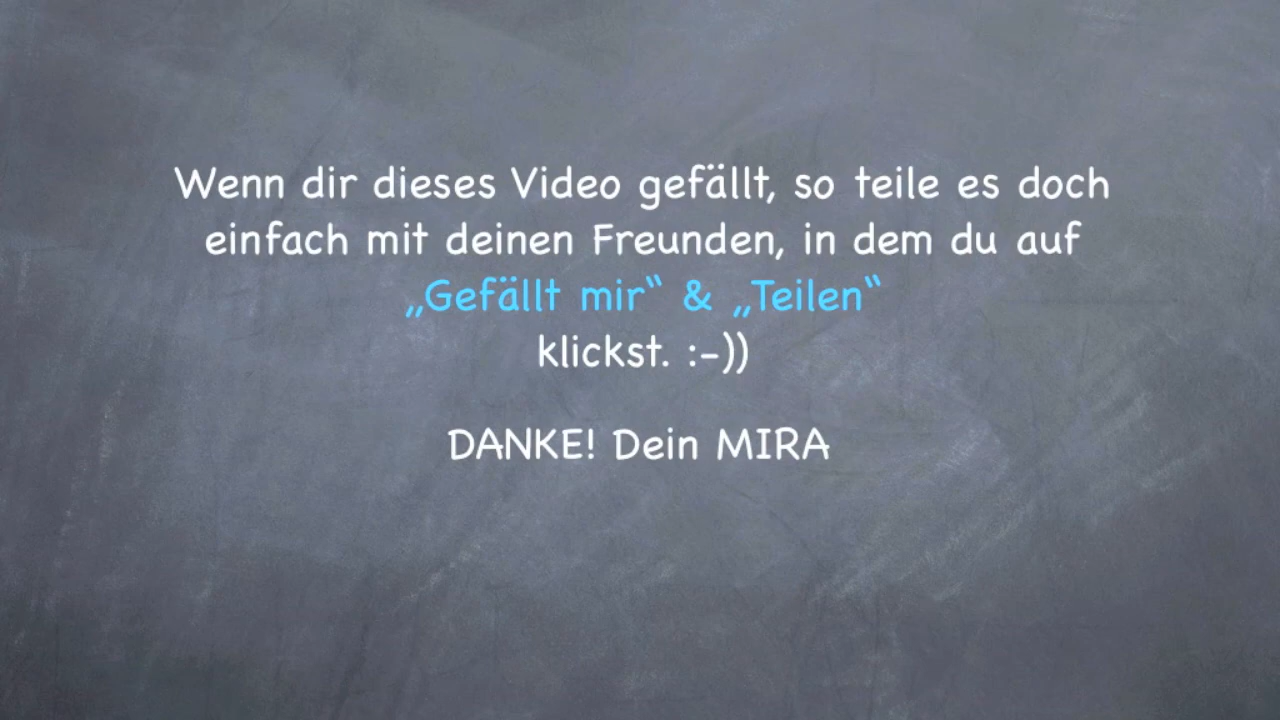 Wenn dir dieses Video gefällt, so teile es doch
einfach mit deinen Freunden, in dem du auf
„Gefällt mir“ & „Teilen“
klickst. :-))
DANKE! Dein MIRA